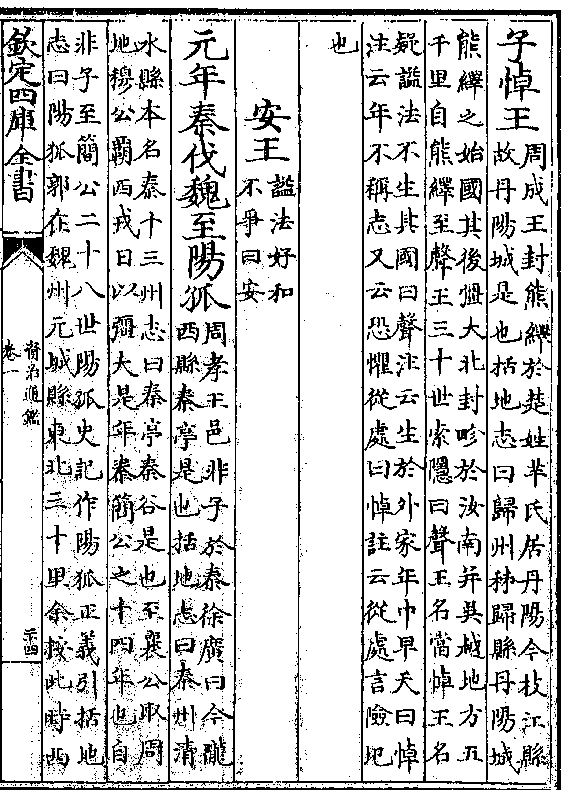 子悼王周成王封熊繹於楚姓芈氏居丹陽今枝江縣
故丹陽城是也括地志曰歸州秭歸縣丹陽城
熊繹之始國其後彊大北封畛於汝南并吳越地方五
千里自熊繹至聲王三十世索隱曰聲王名當悼王名
疑諡法不生其國曰聲注云生於外家年中早夭曰悼
注云年不稱志又云恐懼從處曰悼註云從處言險圯
也
安王諡法好和
不爭曰安
元年秦伐魏至陽狐周孝王邑非子於秦徐廣曰今隴
西縣秦亭是也括地志曰秦州清
水縣本名秦十三州志曰秦亭秦谷是也至襄公取周
地穆公霸西戎日以彌大是年秦簡公之十四年也自
非子至簡公二十八世陽狐史記作陽狐正義引括地
志曰陽狐郭在魏州元城縣東北三十里余按此時西
欽定四庫全書
資治通鑑
卷一